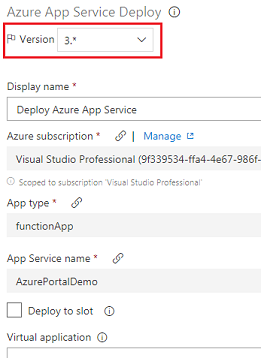 Azure App Service Deploy
Version 3.*
Display name *
Deploy Azure App Service
Azure subscription * | Manage
Visual Studio Professional (9f339534-ffa4-4e67-986f-
Scoped to subscription 'Visual Studio Professional'
App type *
functionApp
App Service name *
AzurePortalDemo
Deploy to slot
Virtual application